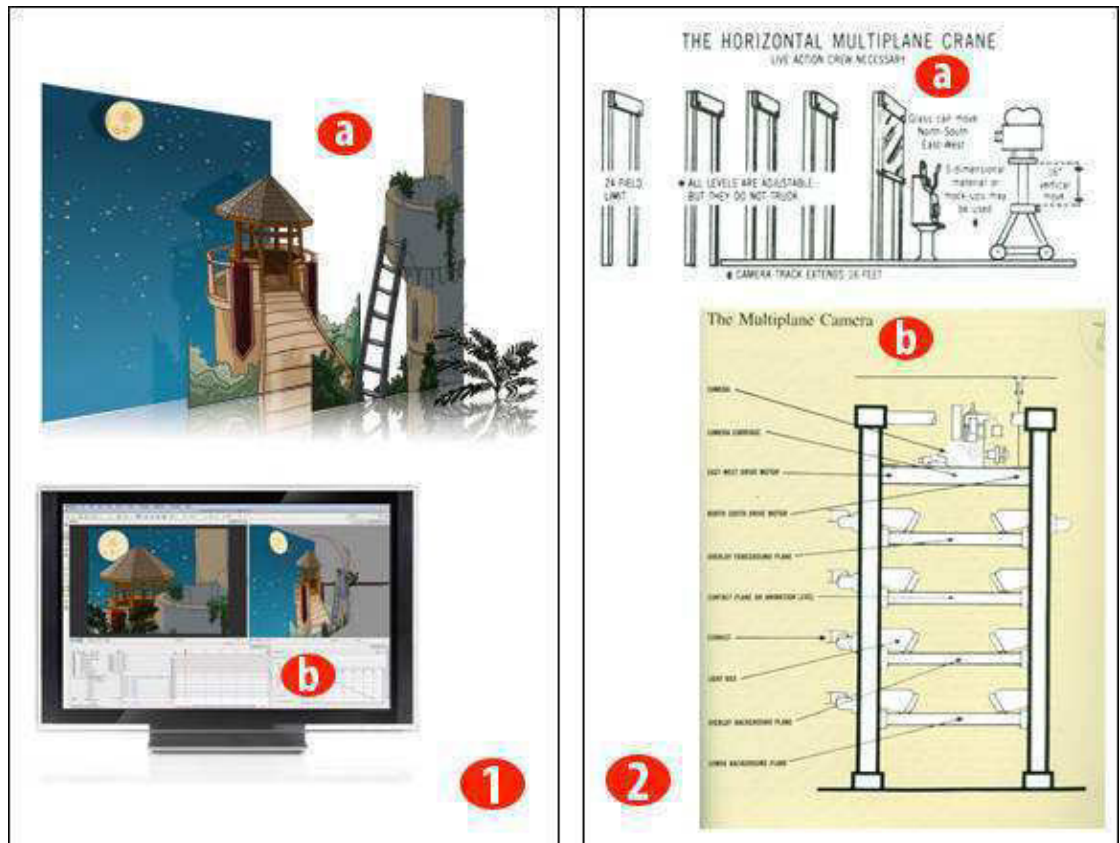 a
b
1
THE HORIZONTAL MULTIPLANE CRANE
LIVE ACTION CREW NECESSARY
a
Glass can move
North-South
East-West
24 FIELD
LIMIT
ALL LEVELS ARE ADJUSTABLE
BUT THEY DO NOT TRUCK
3-dimensional
material or
mock-ups may
be used
16"
vertical
move
CAMERA TRACK EXTENDS 16 FEET
The Multiplane Camera
b
CAMERA
CAMERA CARRIAGE
EAST-WEST DRIVE MOTOR
NORTH SOUTH DRIVE MOTOR
OVERLAY FOREGROUND PLANE
CONTACT PLANE OR ANIMATION LEVEL
LIGHT BOX
OVERLAY BACKGROUND PLANE
LOWER BACKGROUND PLANE
2